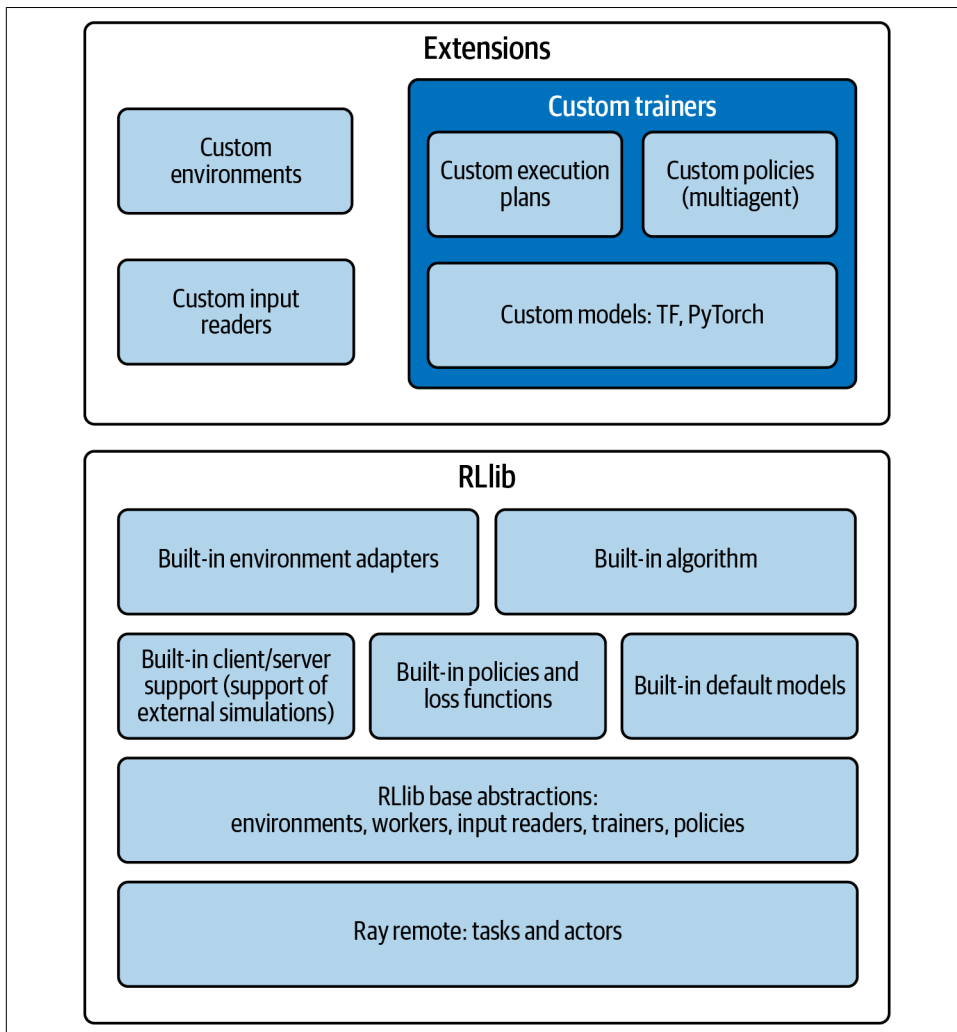 Extensions
Custom
environments
Custom input
readers
Custom trainers
Custom execution
plans
Custom policies
(multiagent)
Custom models: TF, PyTorch
RLlib
Built-in environment adapters
Built-in algorithm
Built-in client/server
support (support of
external simulations)
Built-in policies and
loss functions
Built-in default models
RLlib base abstractions:
environments, workers, input readers, trainers, policies
Ray remote: tasks and actors